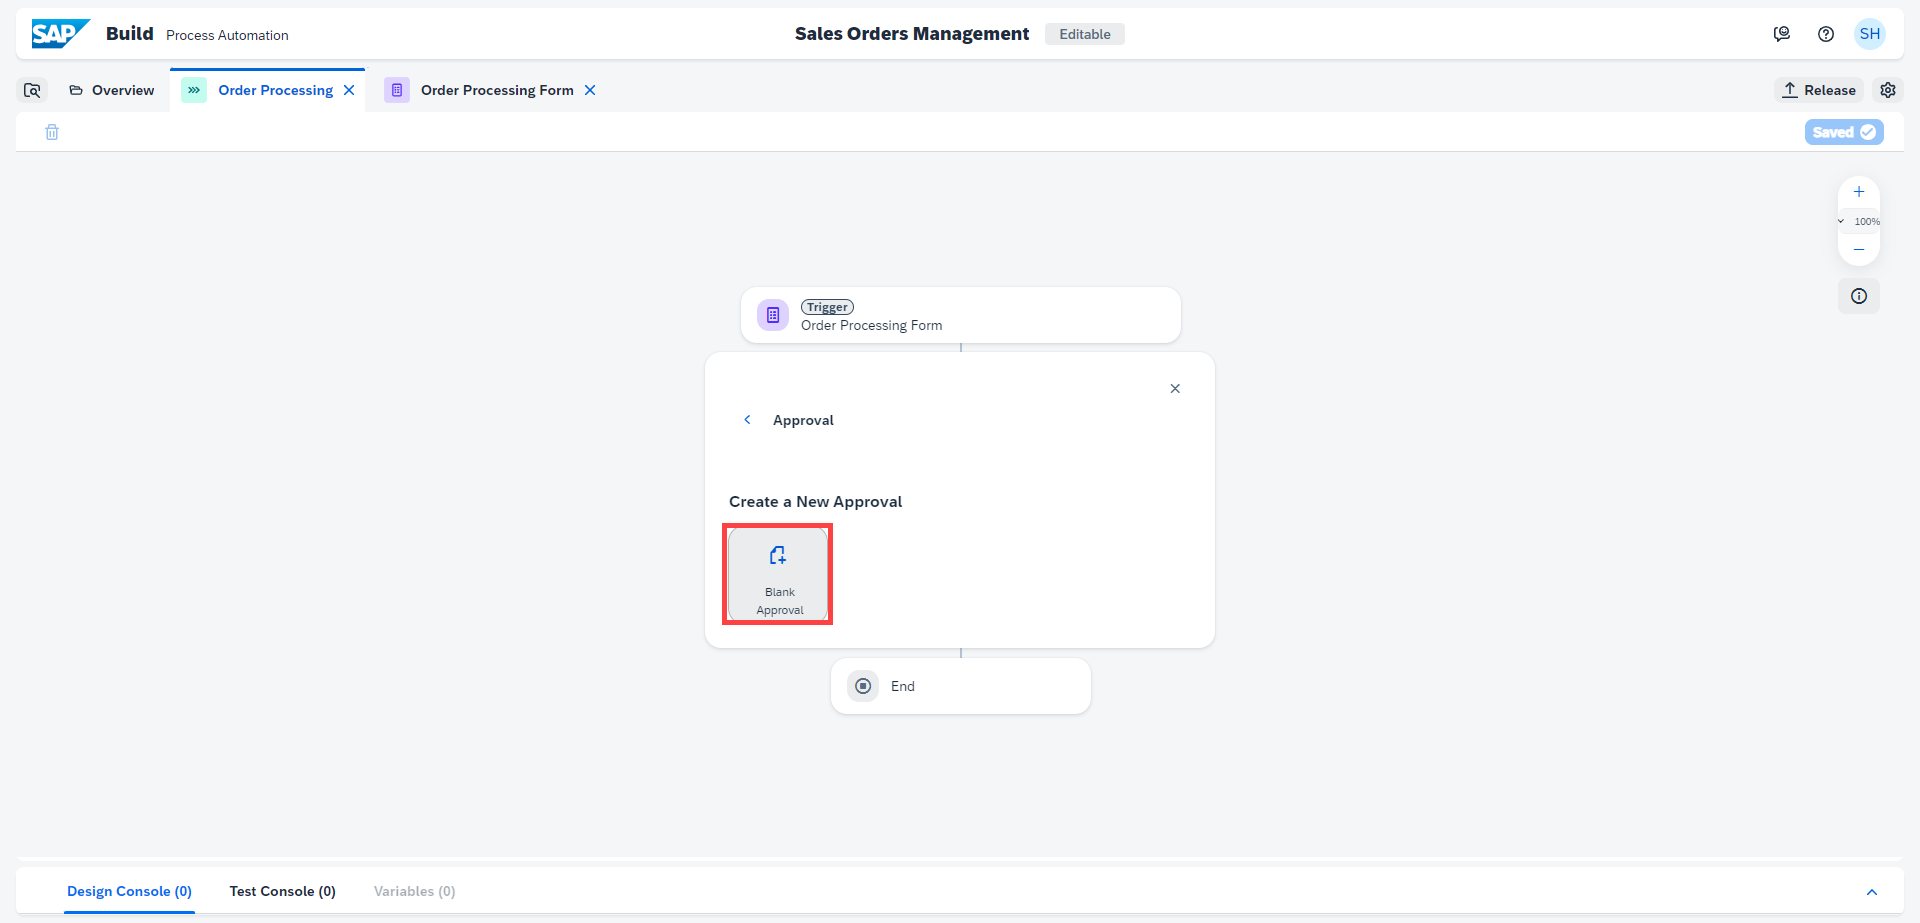 SAP Build Process Automation
Sales Orders Management Editable
SH
Overview Order Processing Order Processing Form
Release
Saved
100%
Trigger
Order Processing Form
Approval
Create a New Approval
Blank
Approval
End
Design Console (0) Test Console (0) Variables (0)